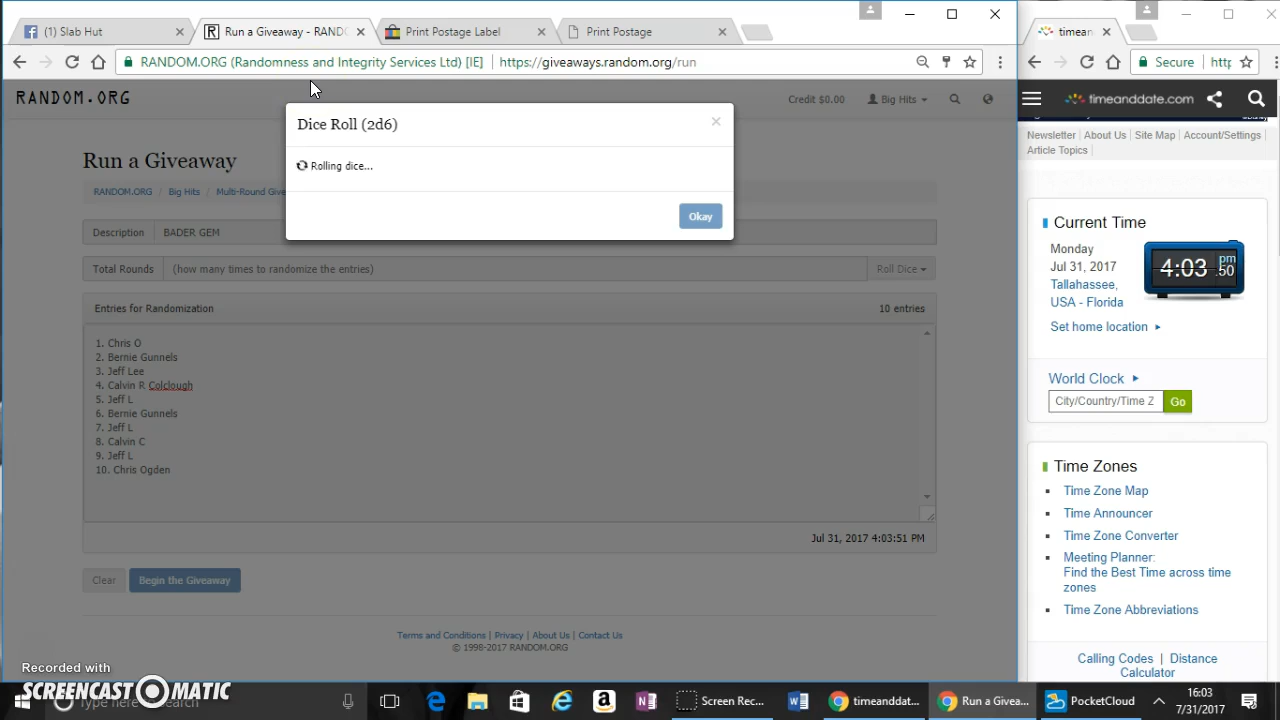 (1) Slab Hut
Run a Giveaway - RAND
Print Postage Label
Print Postage
timean
RANDOM.ORG (Randomness and Integrity Services Ltd) [IE]
https://giveaways.random.org/run
Secure
http
RANDOM.ORG
Credit $0.00
Big Hits
timeanddate.com
Dice Roll (2d6)
Rolling dice...
Okay
Run a Giveaway
RANDOM.ORG / Big Hits / Multi-Round Give
Description BADER GEM
Total Rounds (how many times to randomize the entries) Roll Dice
Entries for Randomization 10 entries
1. Chris O
2. Bernie Gunnels
3. Jeff Lee
4. Calvin R Colclough
5. Jeff L
6. Bernie Gunnels
7. Jeff L
8. Calvin C
9. Jeff L
10. Chris Ogden
Jul 31, 2017 4:03:51 PM
Clear
Begin the Giveaway
Terms and Conditions | Privacy | About Us | Contact Us
© 1998-2017 RANDOM.ORG
Newsletter | About Us | Site Map | Account/Settings
Article Topics |
Current Time
Monday
Jul 31, 2017
Tallahassee,
USA - Florida
4:03 pm .50
Set home location
World Clock
City/Country/Time Z
Go
Time Zones
Time Zone Map
Time Announcer
Time Zone Converter
Meeting Planner:
Find the Best Time across time
zones
Time Zone Abbreviations
Calling Codes | Distance
Calculator
Recorded with
SCREENCAST-O-MATIC
Type here to search
Screen Rec...
timeanddat...
Run a Givea...
PocketCloud
16:03
7/31/2017